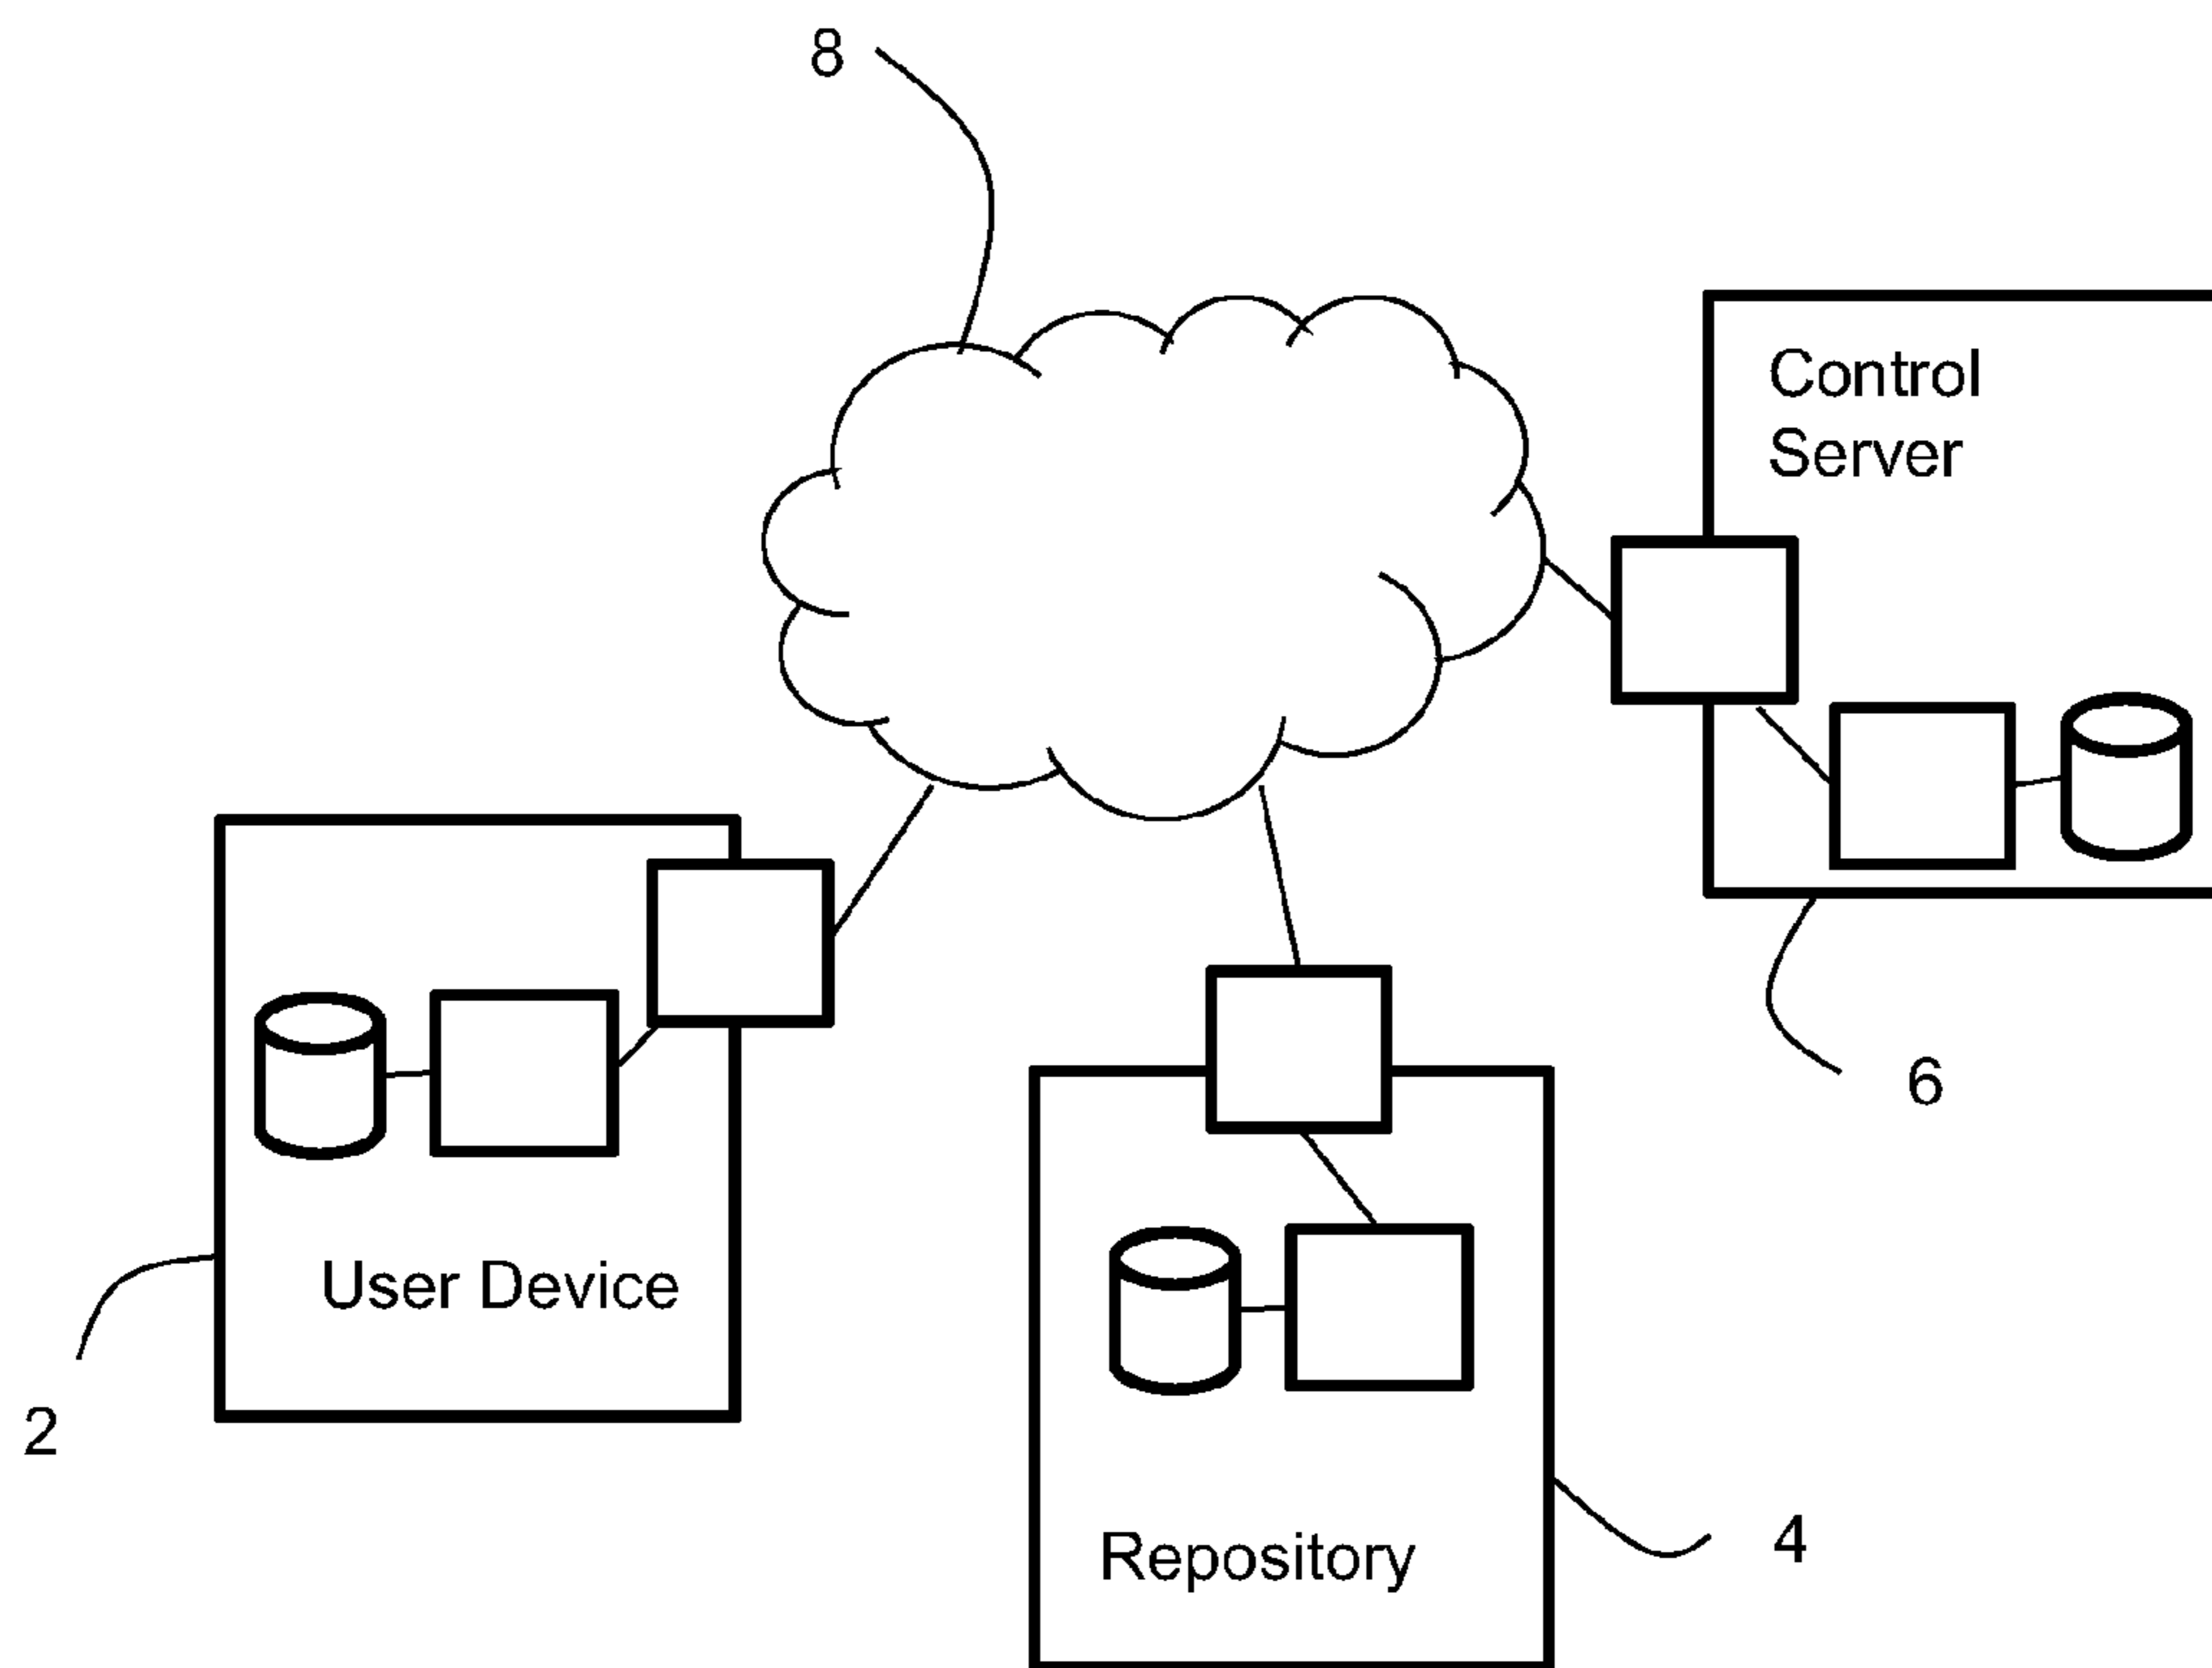 8
Control
Server
6
User Device
2
Repository
4